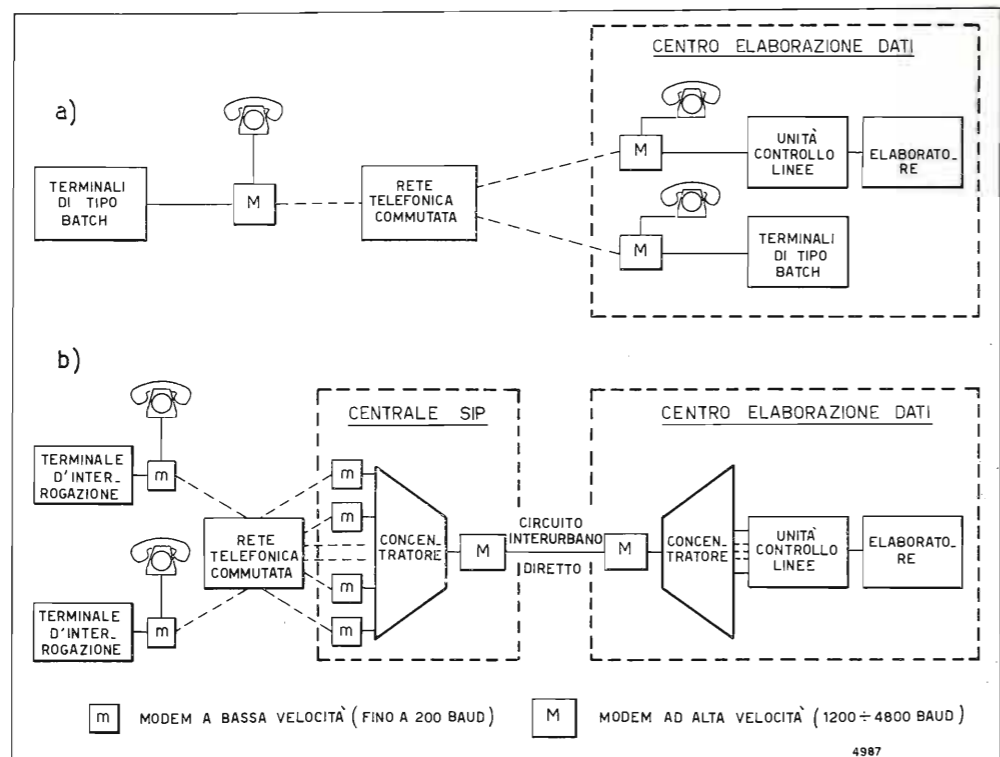 CENTRO ELABORAZIONE DATI
a)
TERMINALI
DI TIPO
BATCH
M
RETE
TELEFONICA
COMMUTATA
M
UNITÀ
CONTROLLO
LINEE
ELABORATO_
RE
M
TERMINALI
DI TIPO
BATCH
b)
CENTRALE SIP
CENTRO ELABORAZIONE DATI
TERMINALE
D'INTER_
ROGAZIONE
m
TERMINALE
D'INTER_
ROGAZIONE
m
RETE
TELEFONICA
COMMUTATA
m
m
m
m
CONCEN_
TRATORE
M
CIRCUITO
INTERURBANO
DIRETTO
M
CONCEN_
TRATORE
UNITÀ
CONTROLLO
LINEE
ELABORATO_
RE
m MODEM A BASSA VELOCITÀ (FINO A 200 BAUD)
M MODEM AD ALTA VELOCITÀ (1200÷4800 BAUD)
4987